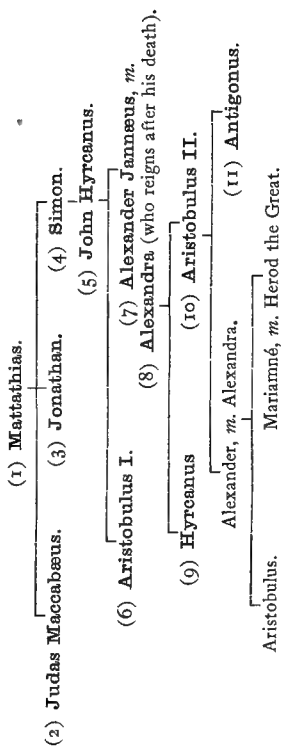 (1) Mattathias.
(2) Judas Maccabæus. (3) Jonathan. (4) Simon.
(5) John Hyrcanus.
(6) Aristobulus I. (7) Alexander Jannæus, m.
(8) Alexandra (who reigns after his death).
(9) Hyrcanus (10) Aristobulus II.
Alexander, m. Alexandra. (11) Antigonus.
Aristobulus. Mariamné, m. Herod the Great.